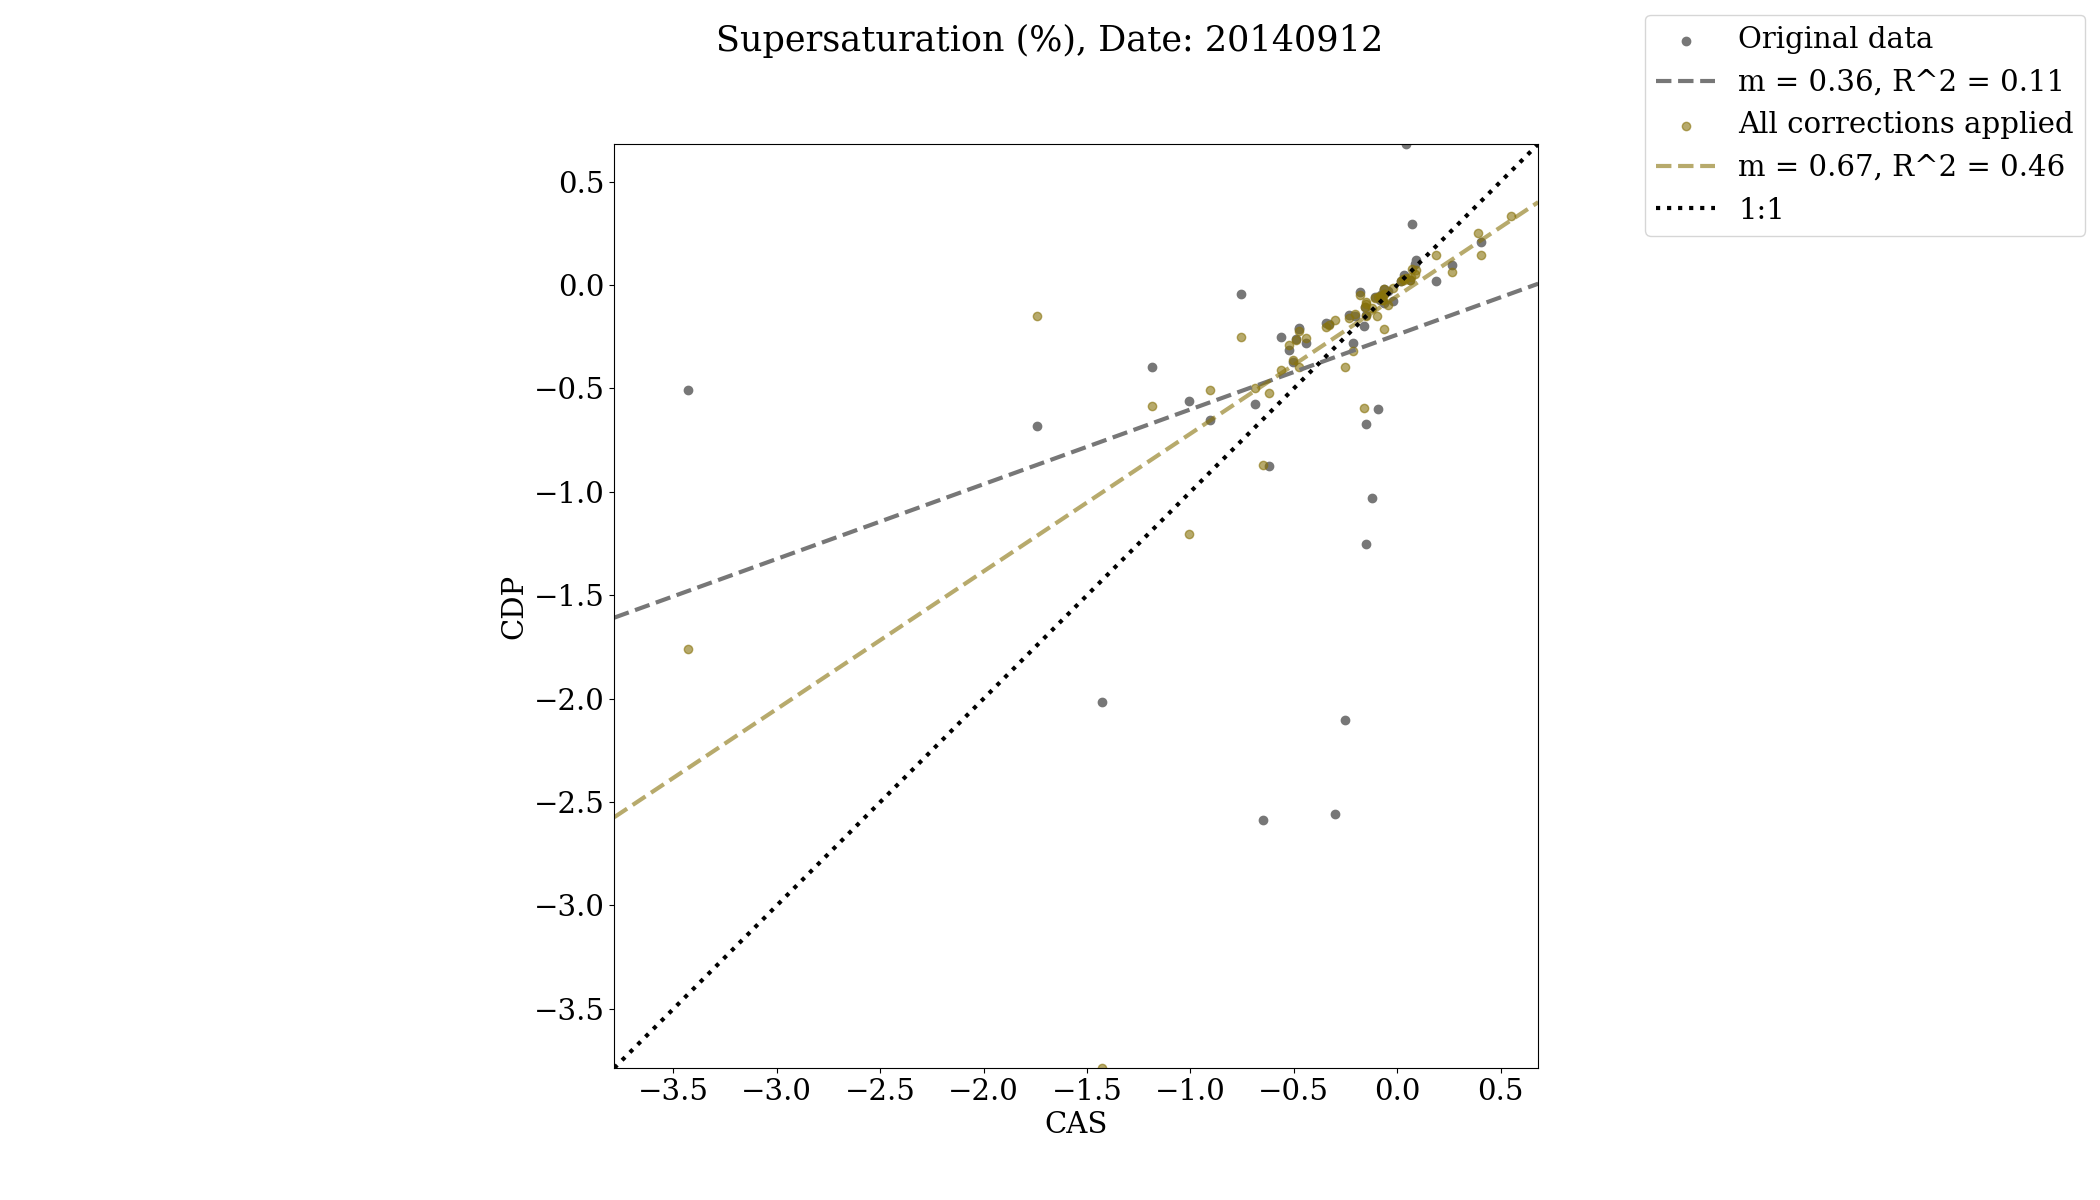 Supersaturation (%), Date: 20140912
Original data
m = 0.36, R^2 = 0.11
All corrections applied
m = 0.67, R^2 = 0.46
1:1
0.5
0.0
−0.5
−1.0
−1.5
−2.0
−2.5
−3.0
−3.5
CDP
−3.5 −3.0 −2.5 −2.0 −1.5 −1.0 −0.5 0.0 0.5
CAS